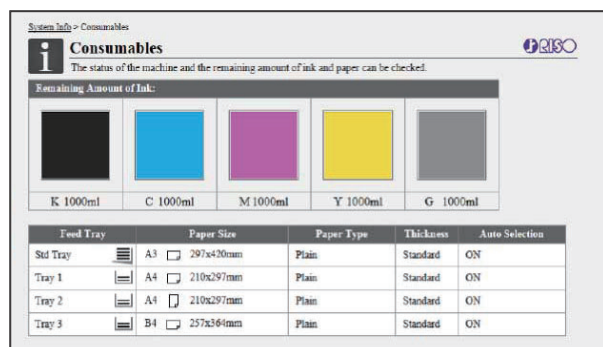 System Info > Consumables
i Consumables
RISO
The status of the machine and the remaining amount of ink and paper can be checked.
Remaining Amount of Ink:
K 1000ml C 1000ml M 1000ml Y 1000ml G 1000ml
Feed Tray Paper Size Paper Type Thickness Auto Selection
Std Tray A3 297x420mm Plain Standard ON
Tray 1 A4 210x297mm Plain Standard ON
Tray 2 A4 210x297mm Plain Standard ON
Tray 3 B4 257x364mm Plain Standard ON